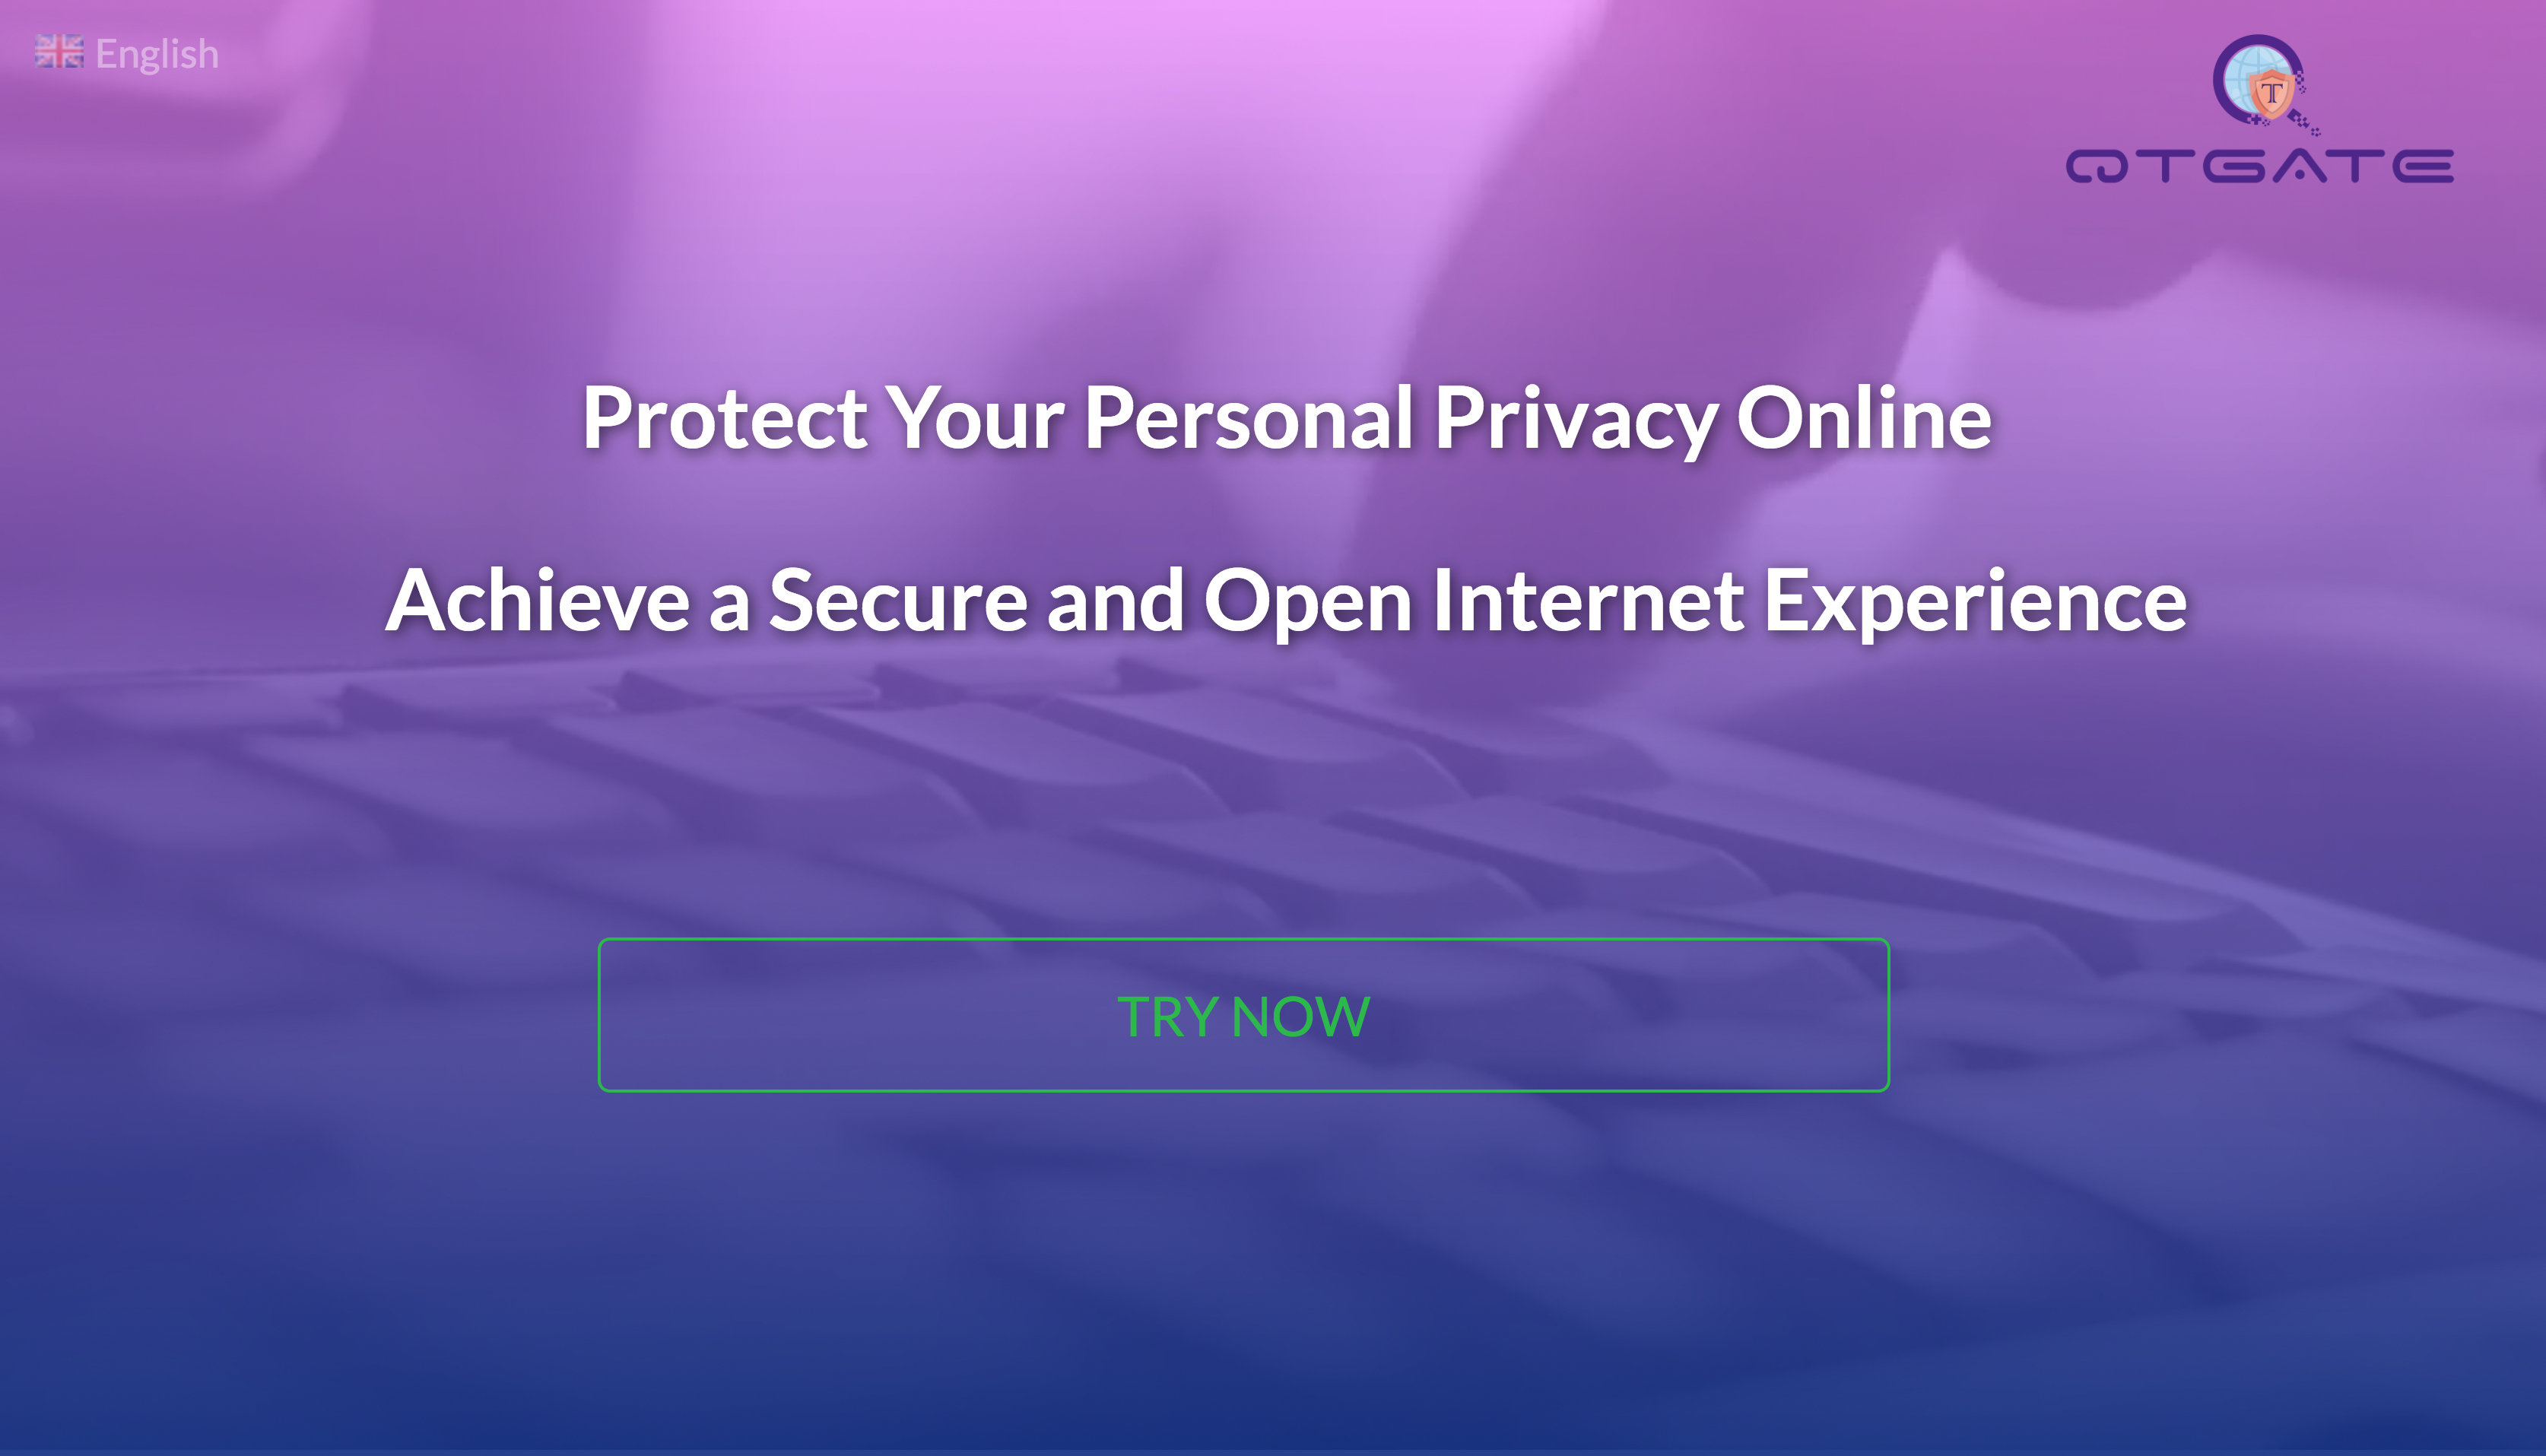 English
T
QTGATE
Protect Your Personal Privacy Online
Achieve a Secure and Open Internet Experience
TRY NOW